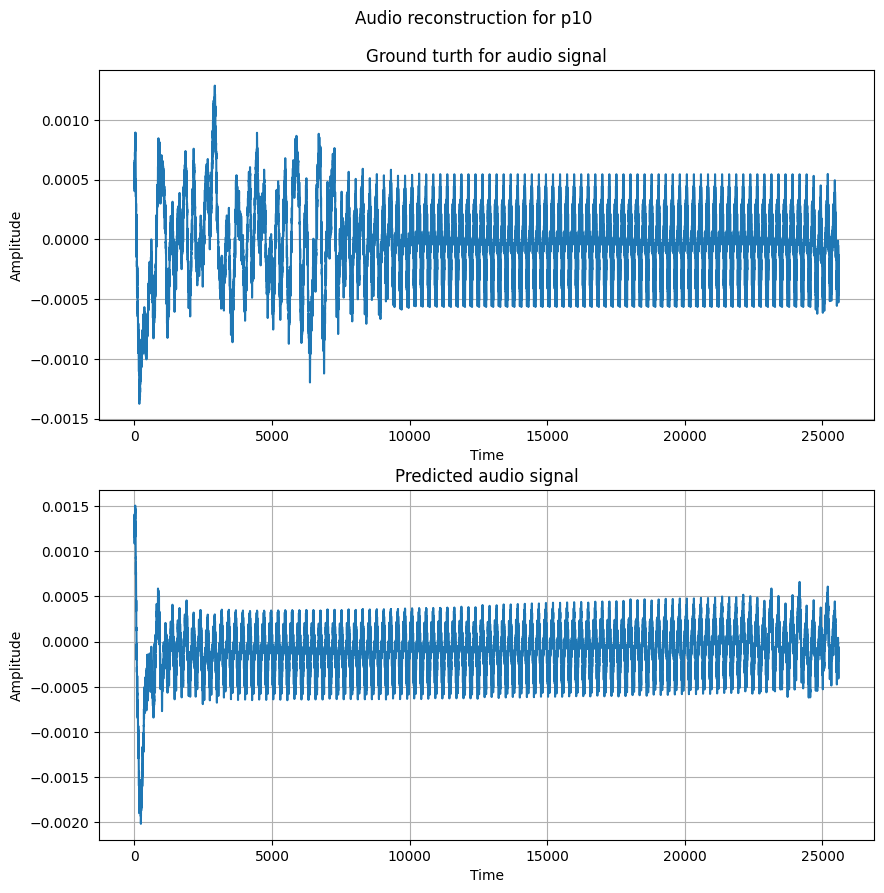 Audio reconstruction for p10
Ground turth for audio signal
Amplitude
0.0010
0.0005
0.0000
−0.0005
−0.0010
−0.0015
0 5000 10000 15000 20000 25000
Time
Predicted audio signal
Amplitude
0.0015
0.0010
0.0005
0.0000
−0.0005
−0.0010
−0.0015
−0.0020
0 5000 10000 15000 20000 25000
Time